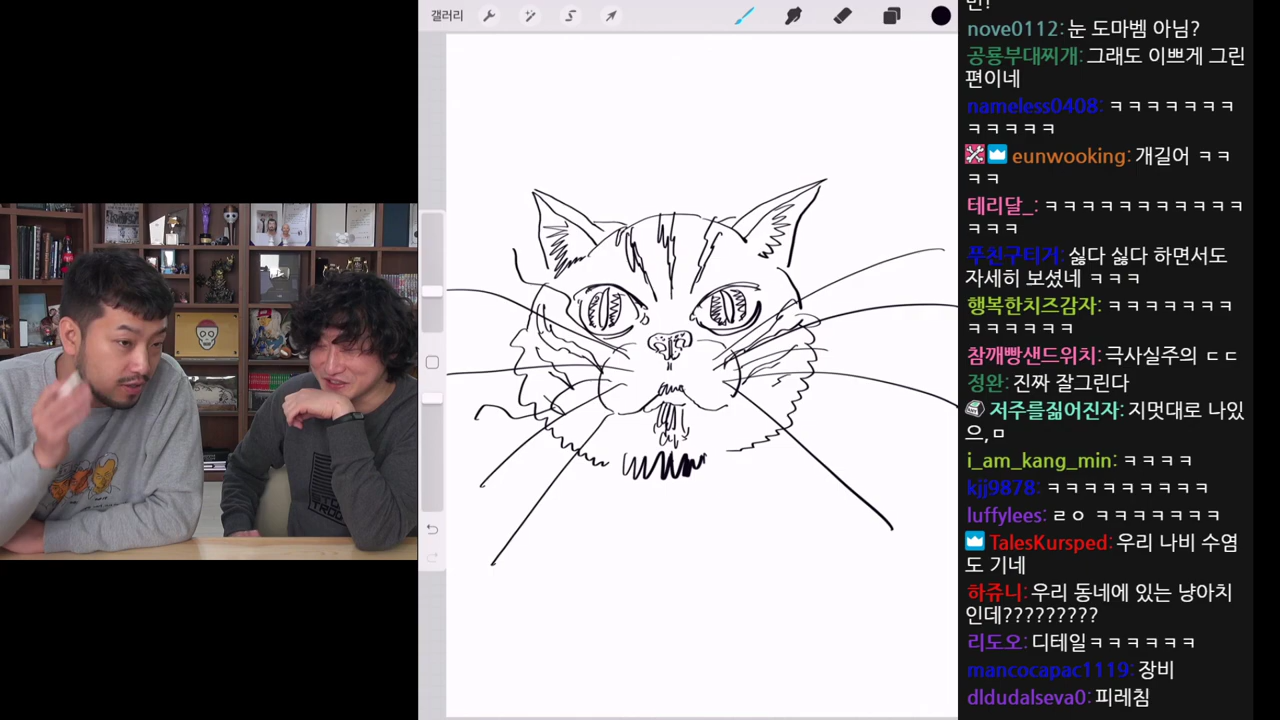 갤러리
면!
nove0112: 눈 도마벰 아님?
공룡부대찌개: 그래도 이쁘게 그린
편이네
nameless0408: ㅋㅋㅋㅋㅋㅋㅋ
ㅋㅋㅋㅋㅋ
eunwooking: 개길어 ㅋㅋ
ㅋㅋ
테리달_: ㅋㅋㅋㅋㅋㅋㅋㅋㅋㅋㅋ
ㅋㅋㅋ
푸친구티거: 싫다 싫다 하면서도
자세히 보셨네 ㅋㅋㅋ
행복한치즈감자: ㅋㅋㅋㅋㅋㅋㅋ
ㅋㅋㅋㅋㅋㅋ
참깨빵샌드위치: 극사실주의 ㄷㄷ
정완: 진짜 잘그린다
저주를짊어진자: 지멋대로 나있
으,ㅁ
i_am_kang_min: ㅋㅋㅋㅋ
kjj9878: ㅋㅋㅋㅋㅋㅋㅋㅋㅋ
luffylees: ㄹㅇ ㅋㅋㅋㅋㅋㅋㅋ
TalesKursped: 우리 나비 수염
도 기네
하쥬니: 우리 동네에 있는 냥아치
인데?????????
리도오: 디테일ㅋㅋㅋㅋㅋㅋ
mancocapac1119: 장비
dldudalseva0: 피레침